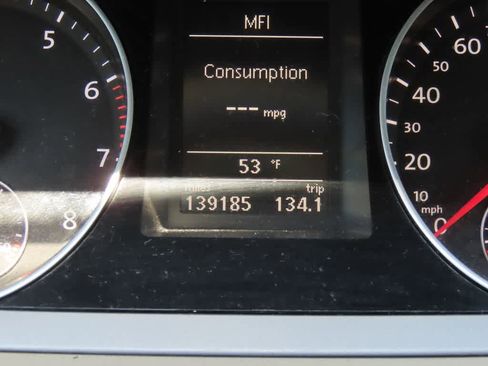 MFI
Consumption
--- mpg
53 °F
miles trip
139185 134.1
5
6
7
8
60
50
40
30
20
10
mph
0